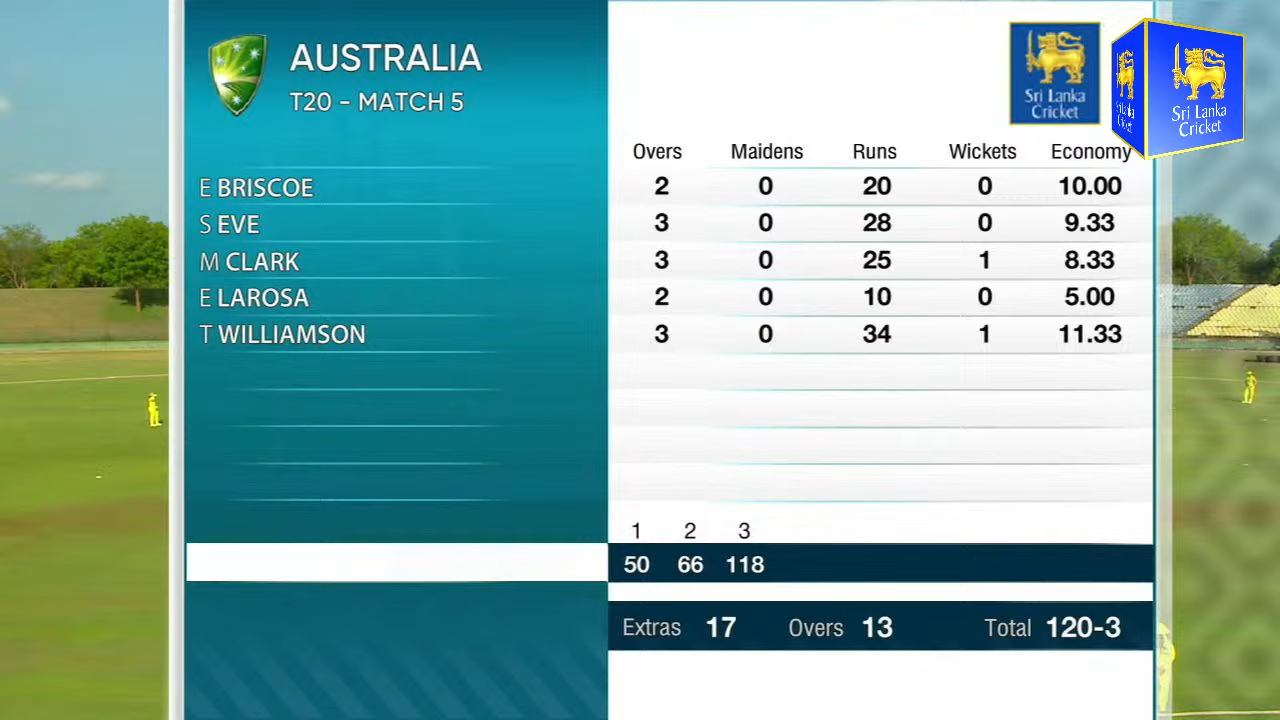 AUSTRALIA
T20 - MATCH 5
Sri Lanka
Cricket
Sri Lanka
Cricket
Sri Lanka
Cricket
Overs Maidens Runs Wickets Economy
E BRISCOE 2 0 20 0 10.00
S EVE 3 0 28 0 9.33
M CLARK 3 0 25 1 8.33
E LAROSA 2 0 10 0 5.00
T WILLIAMSON 3 0 34 1 11.33
1 2 3
50 66 118
Extras 17 Overs 13 Total 120-3